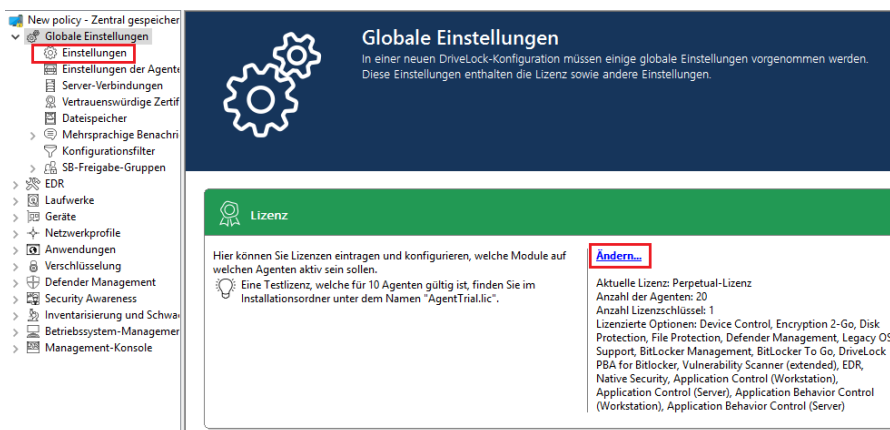 New policy - Zentral gespeicher
Globale Einstellungen
Einstellungen
Einstellungen der Agente
Server-Verbindungen
Vertrauenswürdige Zertif
Dateispeicher
Mehrsprachige Benachri
Konfigurationsfilter
SB-Freigabe-Gruppen
EDR
Laufwerke
Geräte
Netzwerkprofile
Anwendungen
Verschlüsselung
Defender Management
Security Awareness
Inventarisierung und Schwa
Betriebssystem-Managemen
Management-Konsole
Globale Einstellungen
In einer neuen DriveLock-Konfiguration müssen einige globale Einstellungen vorgenommen werden.
Diese Einstellungen enthalten die Lizenz sowie andere Einstellungen.
Lizenz
Hier können Sie Lizenzen eintragen und konfigurieren, welche Module auf
welchen Agenten aktiv sein sollen.
Eine Testlizenz, welche für 10 Agenten gültig ist, finden Sie im
Installationsordner unter dem Namen "AgentTrial.lic".
Ändern...
Aktuelle Lizenz: Perpetual-Lizenz
Anzahl der Agenten: 20
Anzahl Lizenzschlüssel: 1
Lizenzierte Optionen: Device Control, Encryption 2-Go, Disk
Protection, File Protection, Defender Management, Legacy OS
Support, BitLocker Management, BitLocker To Go, DriveLock
PBA for Bitlocker, Vulnerability Scanner (extended), EDR,
Native Security, Application Control (Workstation),
Application Control (Server), Application Behavior Control
(Workstation), Application Behavior Control (Server)